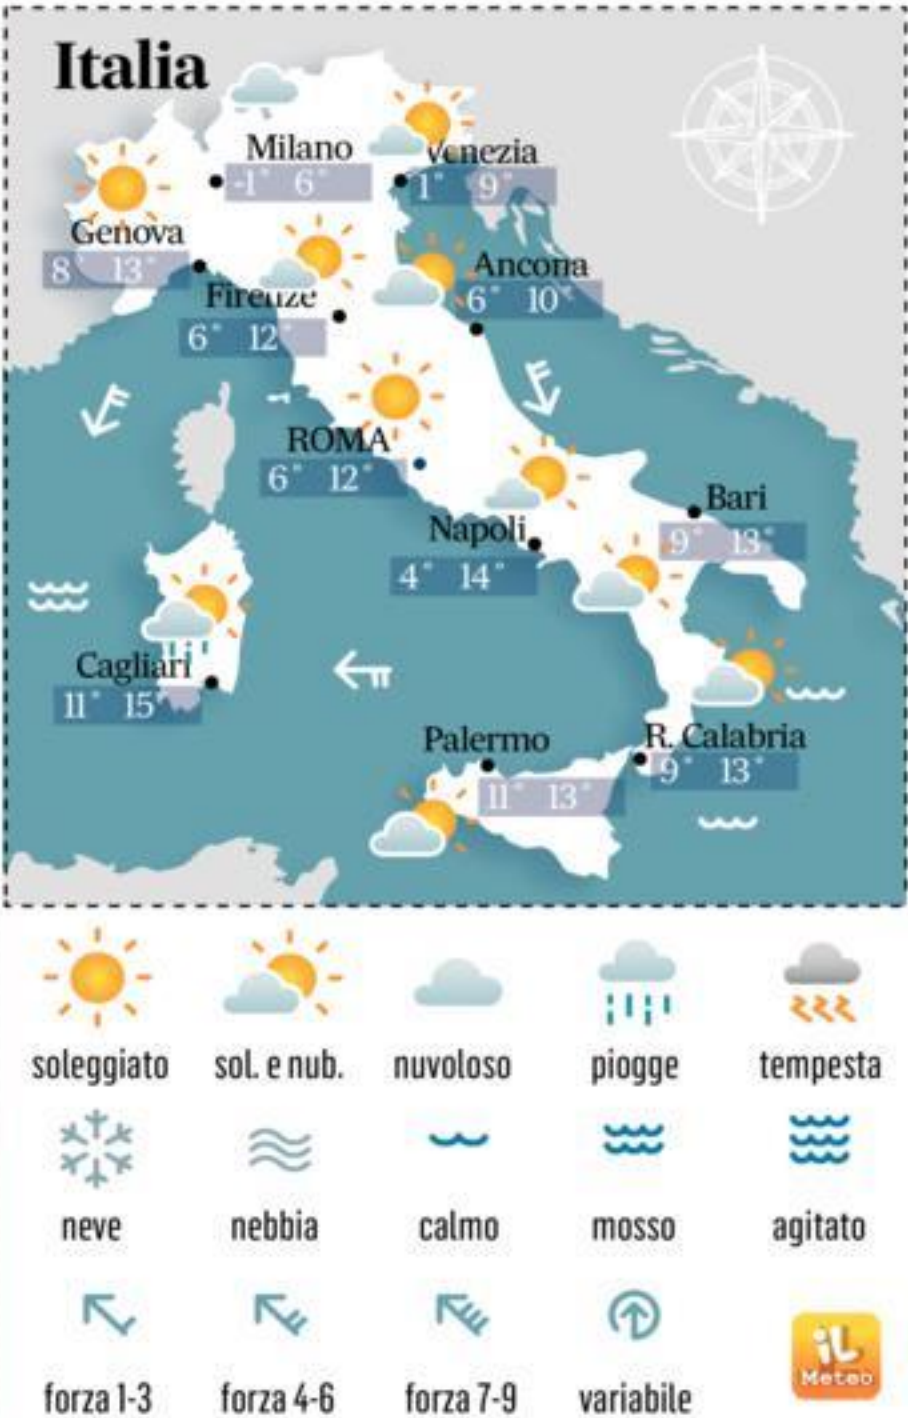 Italia
Milano
-1° 6°
Venezia
1° 9°
Genova
8° 13°
Firenze
6° 12°
Ancona
6° 10°
ROMA
6° 12°
Napoli
4° 14°
Bari
9° 13°
Cagliari
11° 15°
Palermo
11° 13°
R. Calabria
9° 13°
soleggiato
sol. e nub.
nuvoloso
piogge
tempesta
neve
nebbia
calmo
mosso
agitato
forza 1-3
forza 4-6
forza 7-9
variabile
iL
Meteo